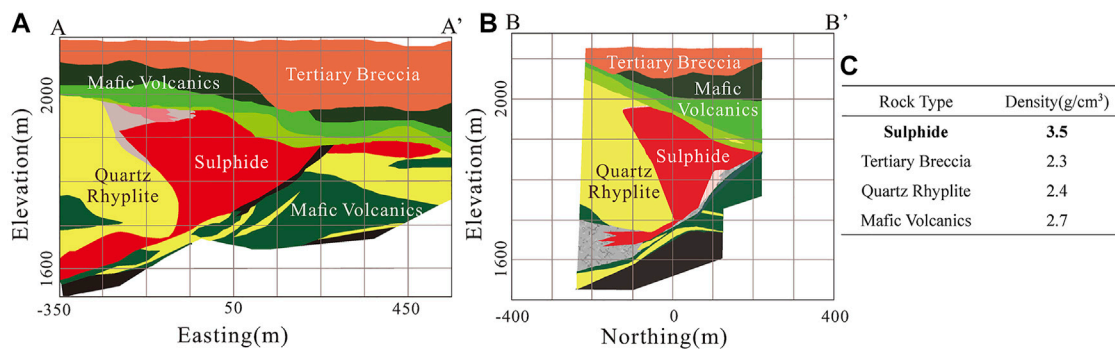 A
A A'
Tertiary Breccia
Mafic Volcanics
Sulphide
Quartz
Rhyplite
Mafic Volcanics
Elevation(m)
2000
1600
-350 50 450
Easting(m)
B
B B'
Tertiary Breccia
Mafic
Volcanics
Sulphide
Quartz
Rhyplite
Elevation(m)
2000
1600
-400 0 400
Northing(m)
C
Rock Type Density(g/cm³)
Sulphide 3.5
Tertiary Breccia 2.3
Quartz Rhyplite 2.4
Mafic Volcanics 2.7